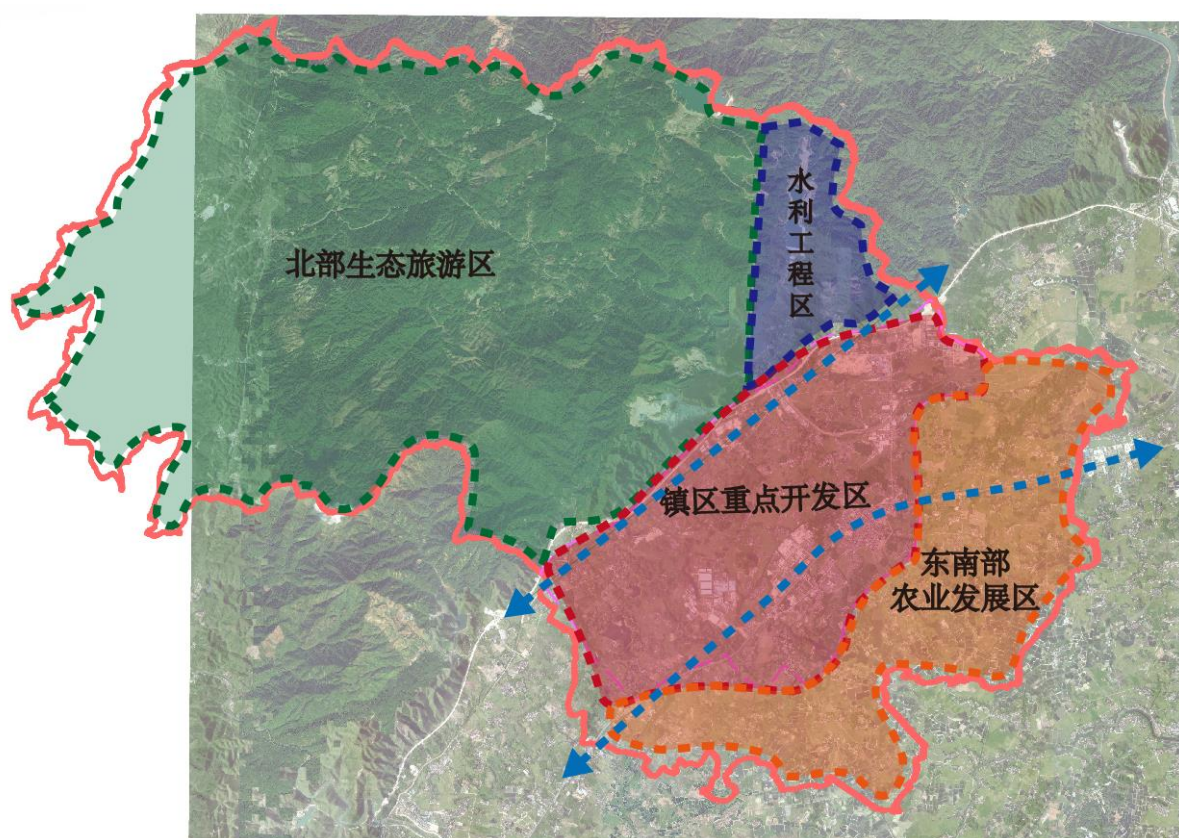 水利工程区
北部生态旅游区
镇区重点开发区
东南部
农业发展区